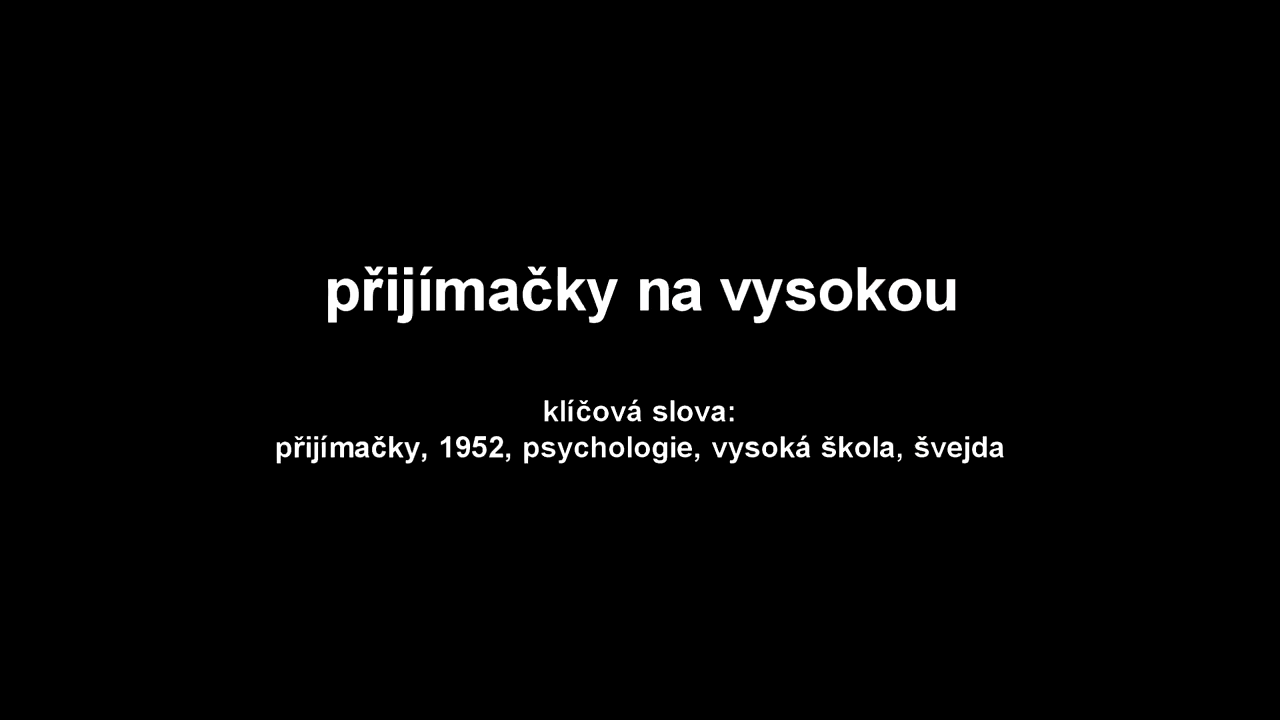 přijímačky na vysokou
klíčová slova:
přijímačky, 1952, psychologie, vysoká škola, švejda